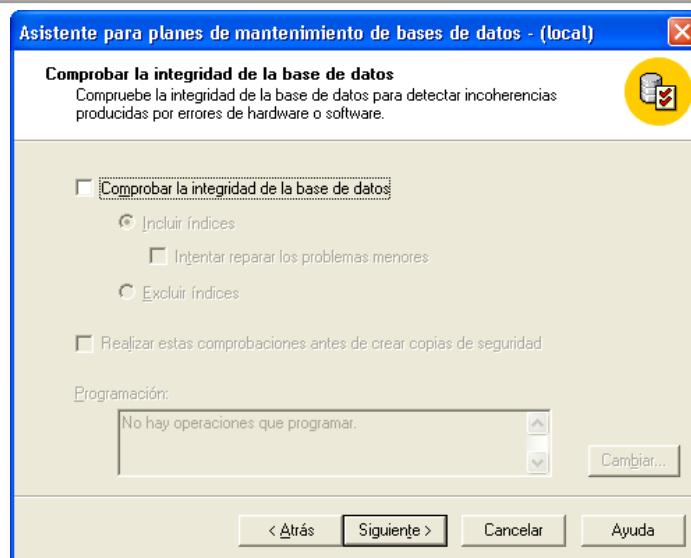 Asistente para planes de mantenimiento de bases de datos - (local)
Comprobar la integridad de la base de datos
Compruebe la integridad de la base de datos para detectar incoherencias
producidas por errores de hardware o software.
Comprobar la integridad de la base de datos
Incluir índices
Intentar reparar los problemas menores
Excluir índices
Realizar estas comprobaciones antes de crear copias de seguridad
Programación:
No hay operaciones que programar.
Cambiar...
< Atrás Siguiente > Cancelar Ayuda